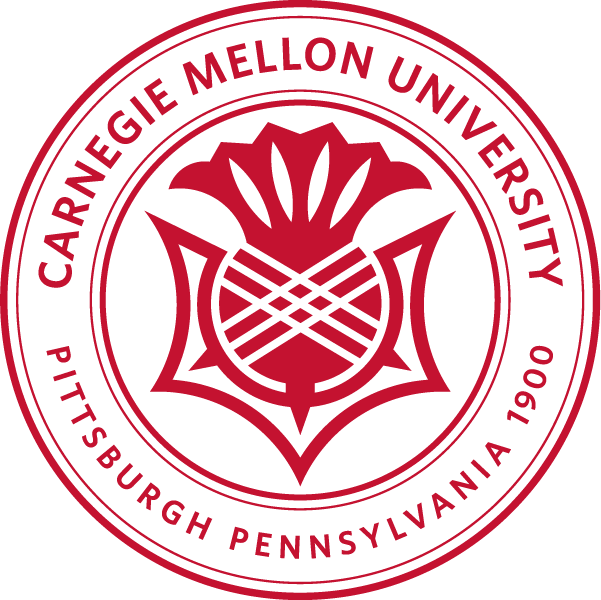 CARNEGIE MELLON UNIVERSITY
PITTSBURGH PENNSYLVANIA 1900